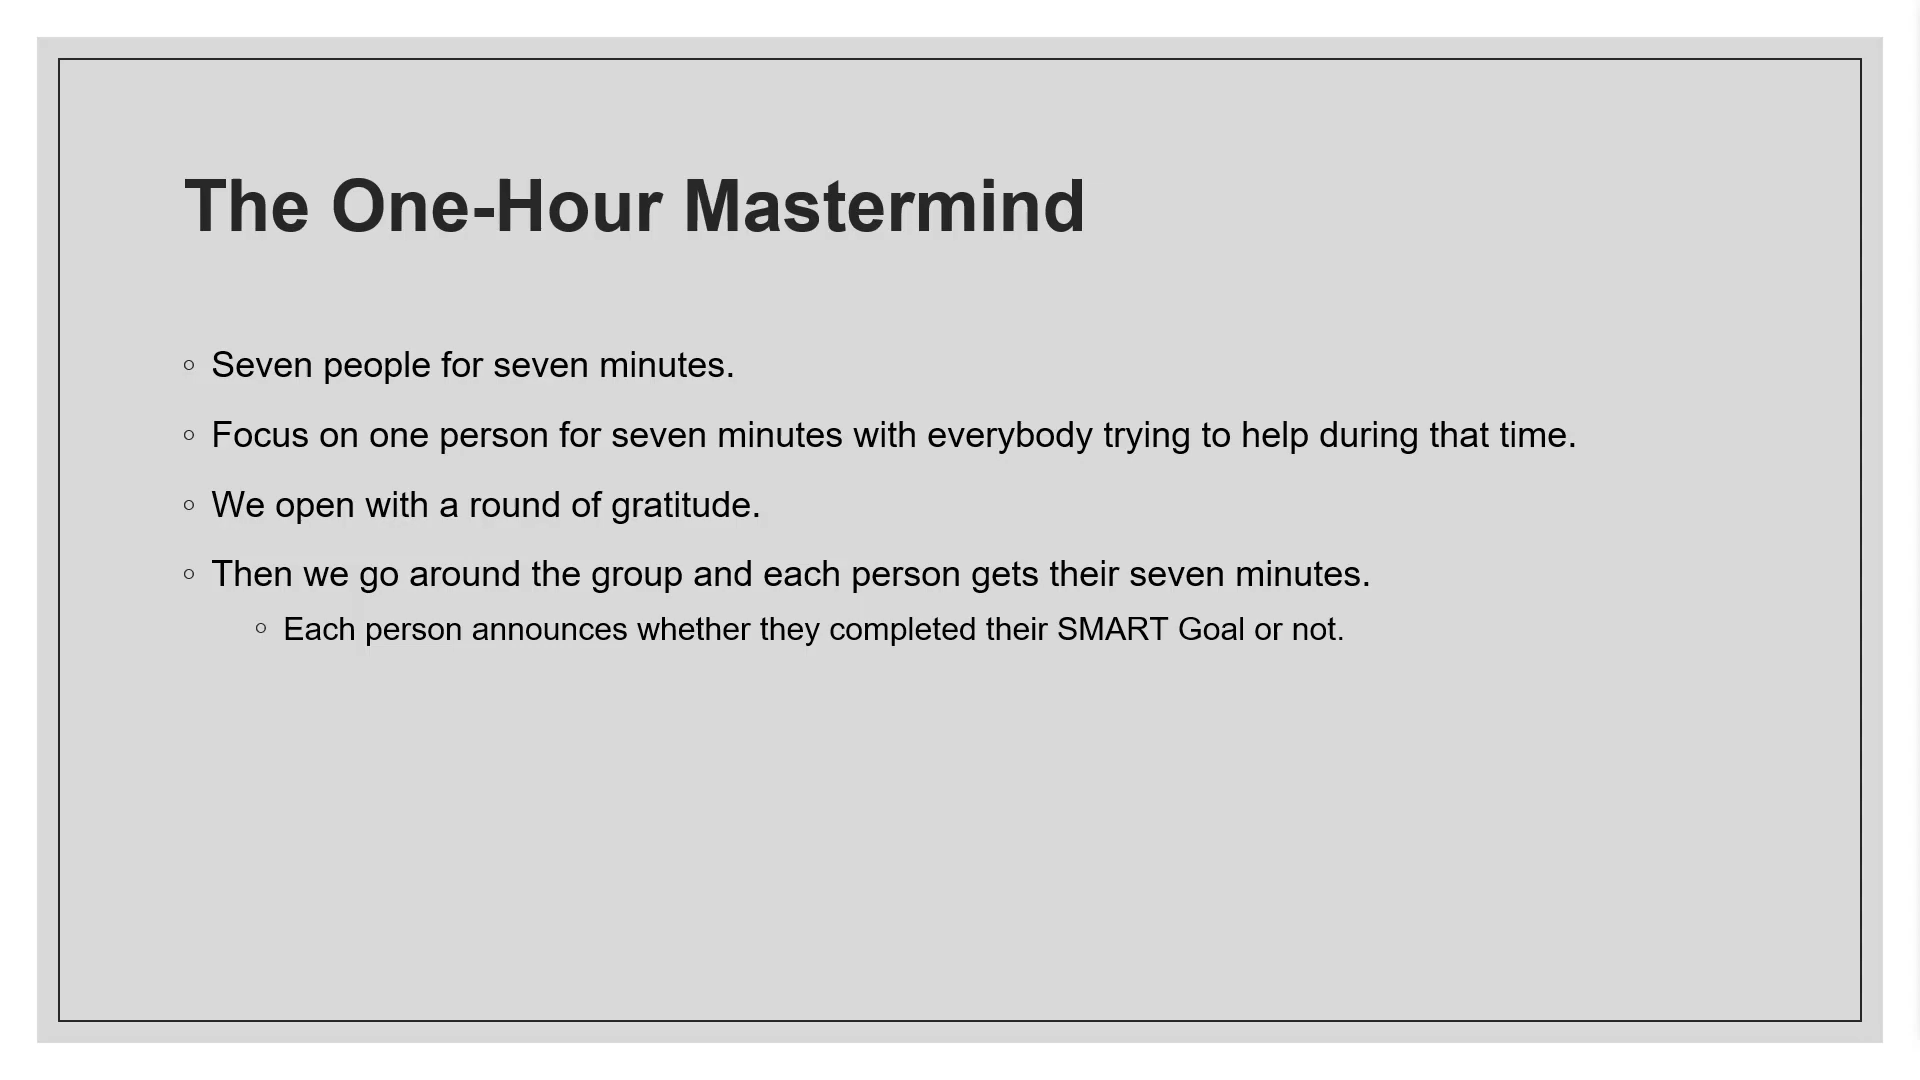 The One-Hour Mastermind
◦ Seven people for seven minutes.
◦ Focus on one person for seven minutes with everybody trying to help during that time.
◦ We open with a round of gratitude.
◦ Then we go around the group and each person gets their seven minutes.
◦ Each person announces whether they completed their SMART Goal or not.